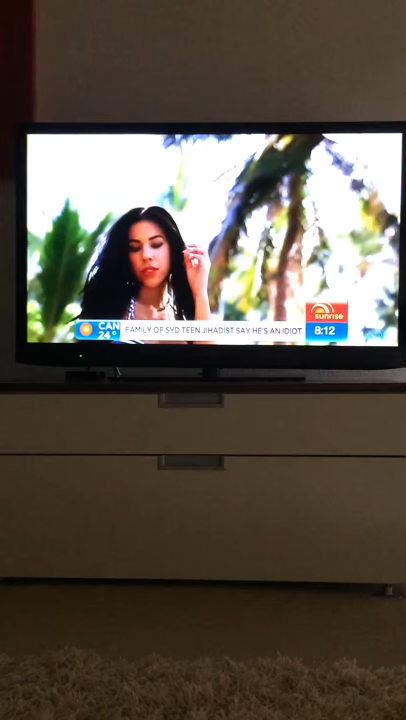 CAN
24°
FAMILY OF SYD TEEN JIHADIST SAY HE'S AN IDIOT
sunrise
8:12